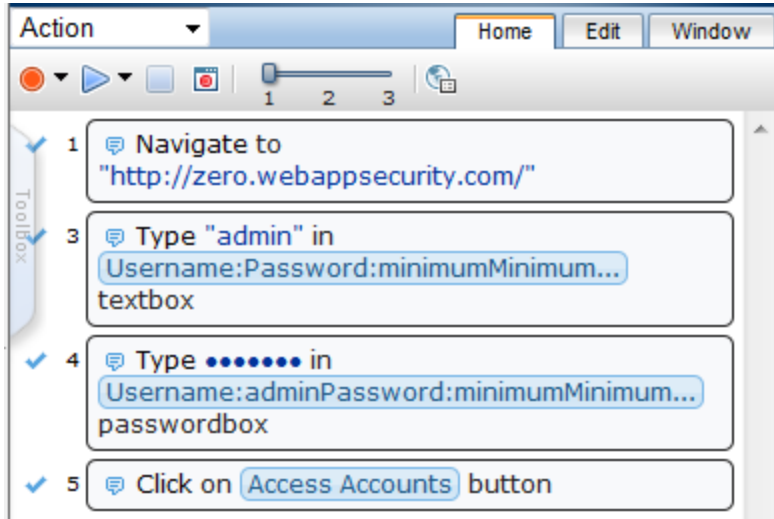 Action Home Edit Window
1 2 3
ToolBox
1 Navigate to
"http://zero.webappsecurity.com/"
3 Type "admin" in
Username:Password:minimumMinimum...
textbox
4 Type ●●●●●●● in
Username:adminPassword:minimumMinimum...
passwordbox
5 Click on Access Accounts button